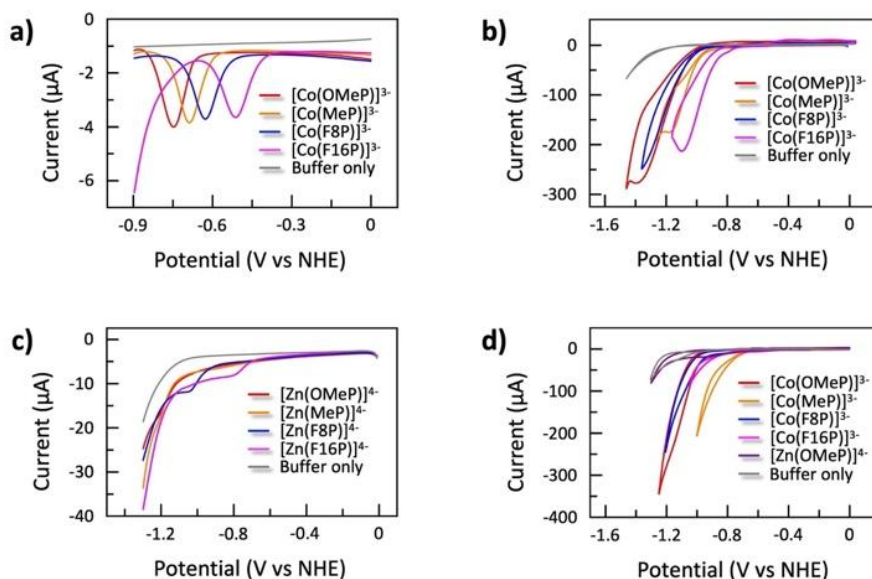 a)
0
-2
-4
-6
Current (µA)
[Co(OMeP)]³⁻
[Co(MeP)]³⁻
[Co(F8P)]³⁻
[Co(F16P)]³⁻
Buffer only
-0.9
-0.6
-0.3
0
Potential (V vs NHE)
b)
0
-100
-200
-300
Current (µA)
[Co(OMeP)]³⁻
[Co(MeP)]³⁻
[Co(F8P)]³⁻
[Co(F16P)]³⁻
Buffer only
-1.6
-1.2
-0.8
-0.4
0
Potential (V vs NHE)
c)
0
-10
-20
-30
-40
Current (µA)
[Zn(OMeP)]⁴⁻
[Zn(MeP)]⁴⁻
[Zn(F8P)]⁴⁻
[Zn(F16P)]⁴⁻
Buffer only
-1.2
-0.8
-0.4
0
Potential (V vs NHE)
d)
0
-100
-200
-300
-400
Current (µA)
[Co(OMeP)]³⁻
[Co(MeP)]³⁻
[Co(F8P)]³⁻
[Co(F16P)]³⁻
[Zn(OMeP)]⁴⁻
Buffer only
-1.6
-1.2
-0.8
-0.4
0
Potential (V vs NHE)